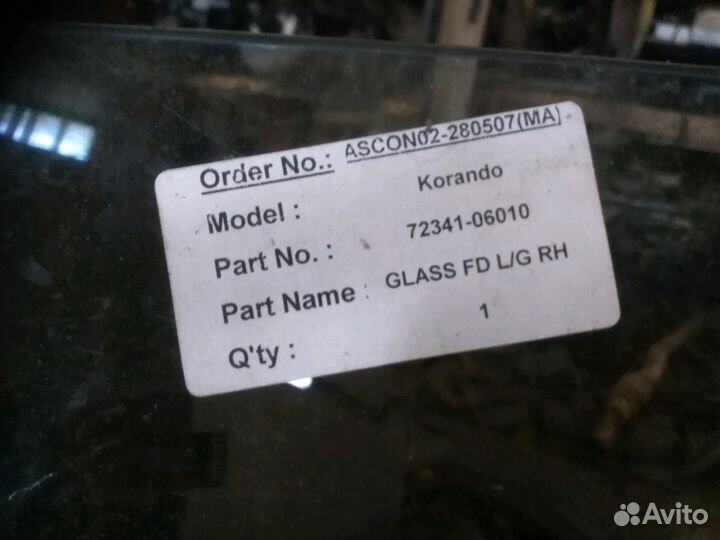 Order No.: ASCON02-280507(MA)
Model : Korando
Part No. : 72341-06010
Part Name : GLASS FD L/G RH
Q'ty : 1
Avito